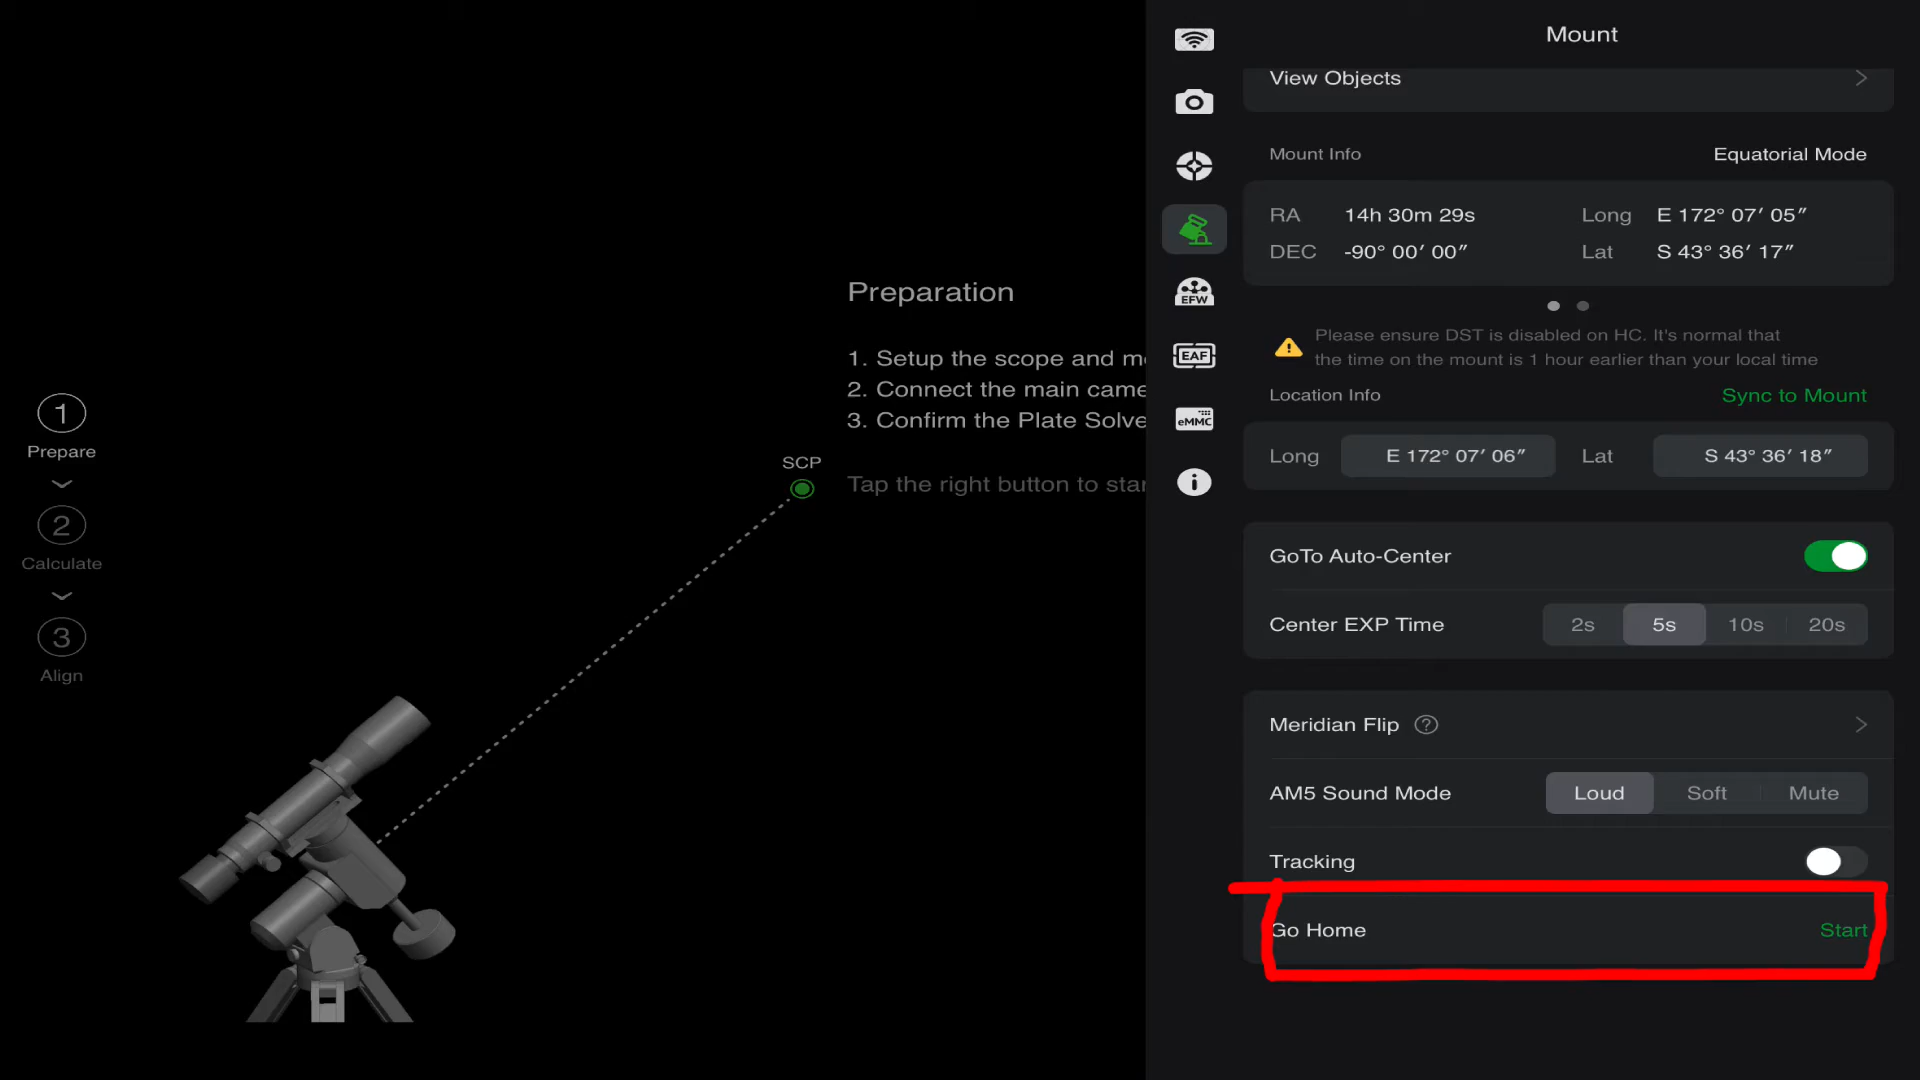 Mount
View Objects
Mount Info Equatorial Mode
RA 14h 30m 29s Long E 172° 07′ 05″
DEC -90° 00′ 00″ Lat S 43° 36′ 17″
Please ensure DST is disabled on HC. It's normal that
the time on the mount is 1 hour earlier than your local time
Location Info Sync to Mount
Long E 172° 07′ 06″ Lat S 43° 36′ 18″
GoTo Auto-Center
Center EXP Time 2s 5s 10s 20s
Meridian Flip ?
AM5 Sound Mode Loud Soft Mute
Tracking
Go Home Start
EFW
EAF
eMMC
Preparation
1. Setup the scope and m
2. Connect the main came
3. Confirm the Plate Solve
Tap the right button to star
SCP
1
Prepare
2
Calculate
3
Align